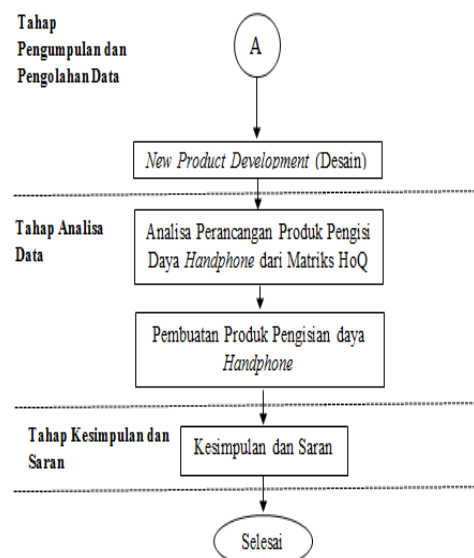 Tahap
Pengumpulan dan
Pengolahan Data
A
New Product Development (Desain)
Tahap Analisa
Data
Analisa Perancangan Produk Pengisi
Daya Handphone dari Matriks HoQ
Pembuatan Produk Pengisian daya
Handphone
Tahap Kesimpulan dan
Saran
Kesimpulan dan Saran
Selesai